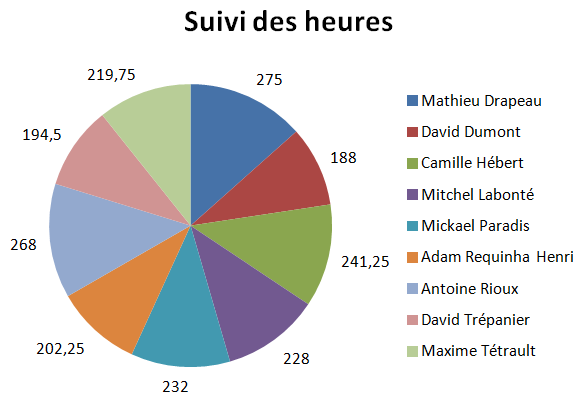 Suivi des heures
219,75
275
194,5
188
268
241,25
202,25
228
232
Mathieu Drapeau
David Dumont
Camille Hébert
Mitchel Labonté
Mickael Paradis
Adam Requinha Henri
Antoine Rioux
David Trépanier
Maxime Tétrault